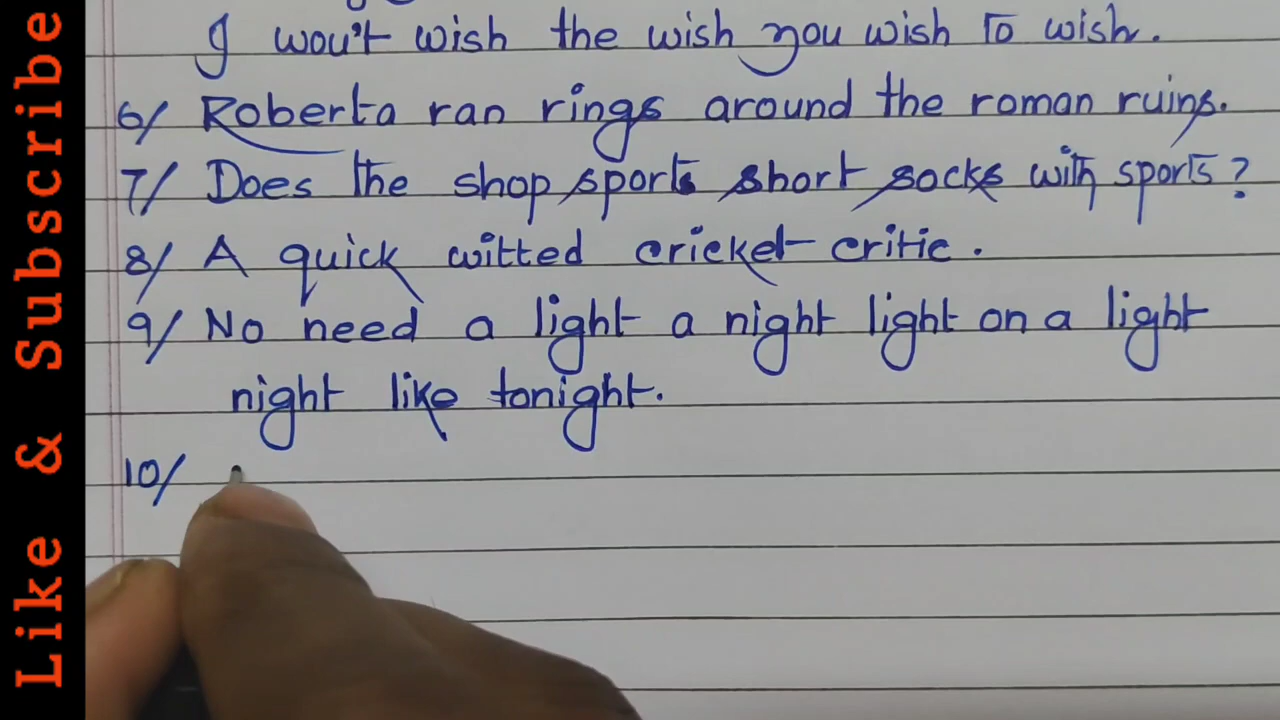 I won't wish the wish you wish to wish.
6/ Roberta ran rings around the roman ruins.
7/ Does the shop sports short socks with sports?
8/ A quick witted cricket critic.
9/ No need a light a night light on a light
night like tonight.
10/
Like & Subscribe